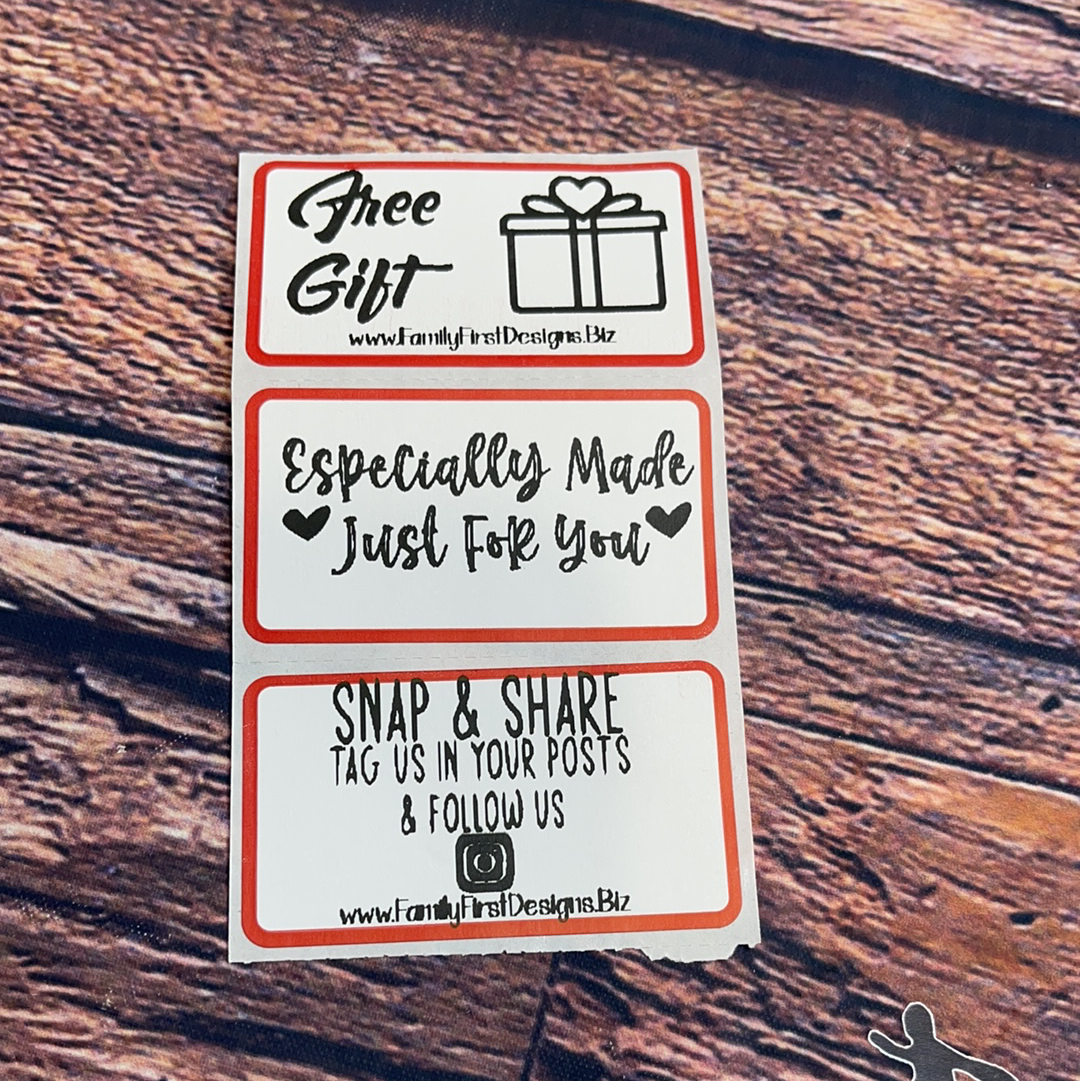 Free
Gift
www.FamilyFirstDesigns.Biz
Especially Made
Just For You
SNAP & SHARE
TAG US IN YOUR POSTS
& FOLLOW US
www.FamilyFirstDesigns.Biz